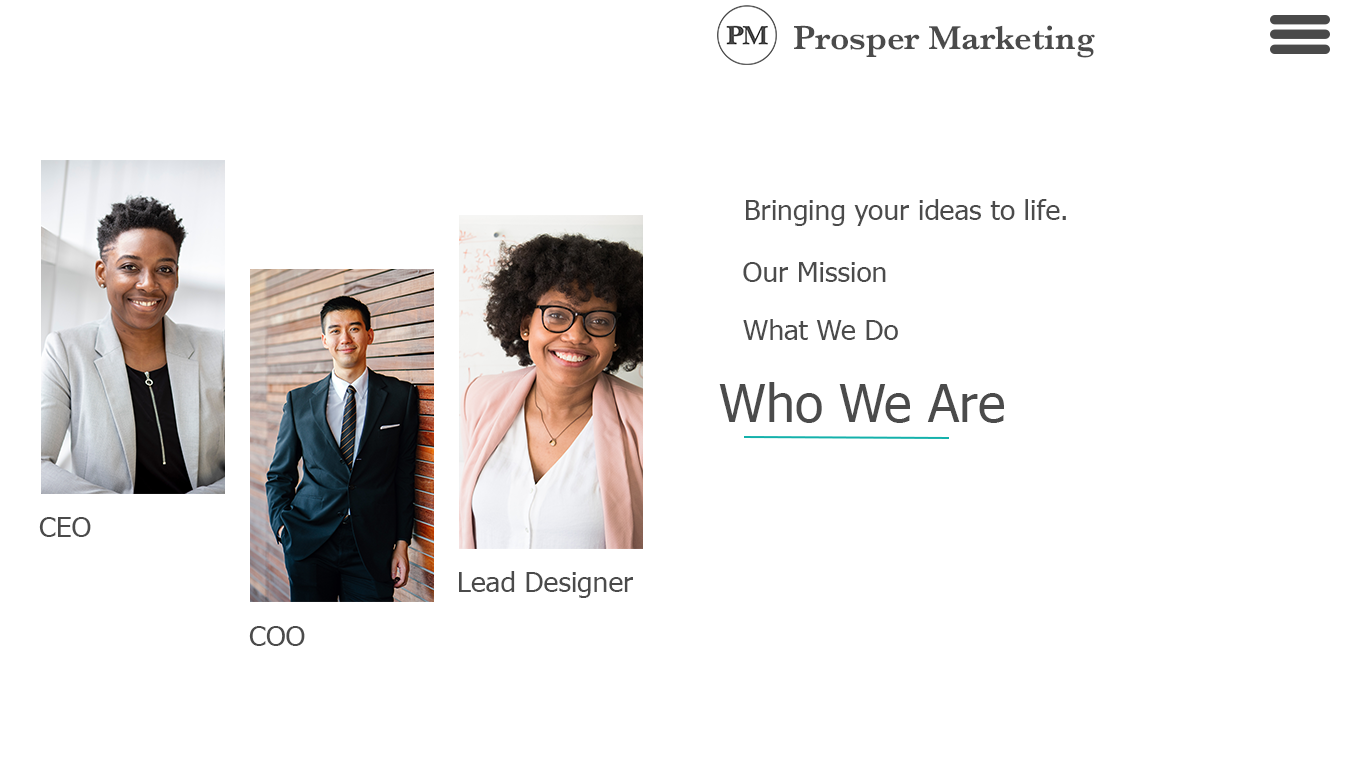 PM
Prosper Marketing
Bringing your ideas to life.
Our Mission
What We Do
Who We Are
CEO
COO
Lead Designer